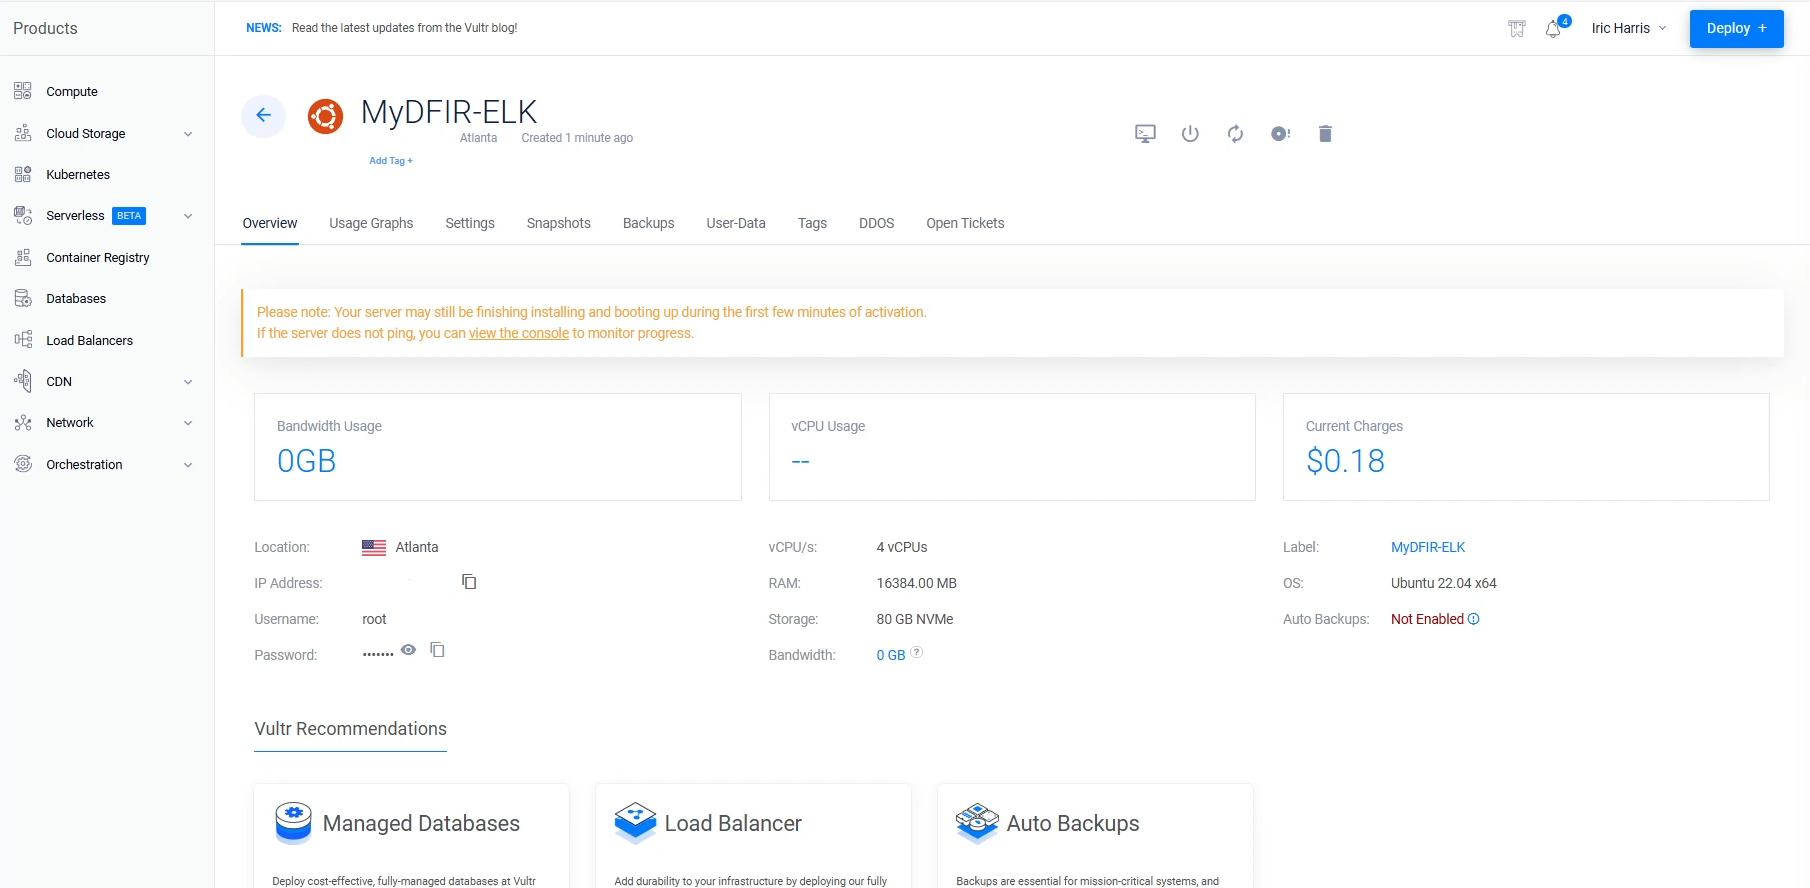 Products
NEWS: Read the latest updates from the Vultr blog!
4
Iric Harris
Deploy +
Compute
Cloud Storage
Kubernetes
Serverless BETA
Container Registry
Databases
Load Balancers
CDN
Network
Orchestration
MyDFIR-ELK
Atlanta Created 1 minute ago
Add Tag +
Overview Usage Graphs Settings Snapshots Backups User-Data Tags DDOS Open Tickets
Please note: Your server may still be finishing installing and booting up during the first few minutes of activation.
If the server does not ping, you can view the console to monitor progress.
Bandwidth Usage
0GB
vCPU Usage
--
Current Charges
$0.18
Location: Atlanta
IP Address:
Username: root
Password: •••••••
vCPU/s: 4 vCPUs
RAM: 16384.00 MB
Storage: 80 GB NVMe
Bandwidth: 0 GB ?
Label: MyDFIR-ELK
OS: Ubuntu 22.04 x64
Auto Backups: Not Enabled
Vultr Recommendations
Managed Databases
Deploy cost-effective, fully-managed databases at Vultr
Load Balancer
Add durability to your infrastructure by deploying our fully
Auto Backups
Backups are essential for mission-critical systems, and